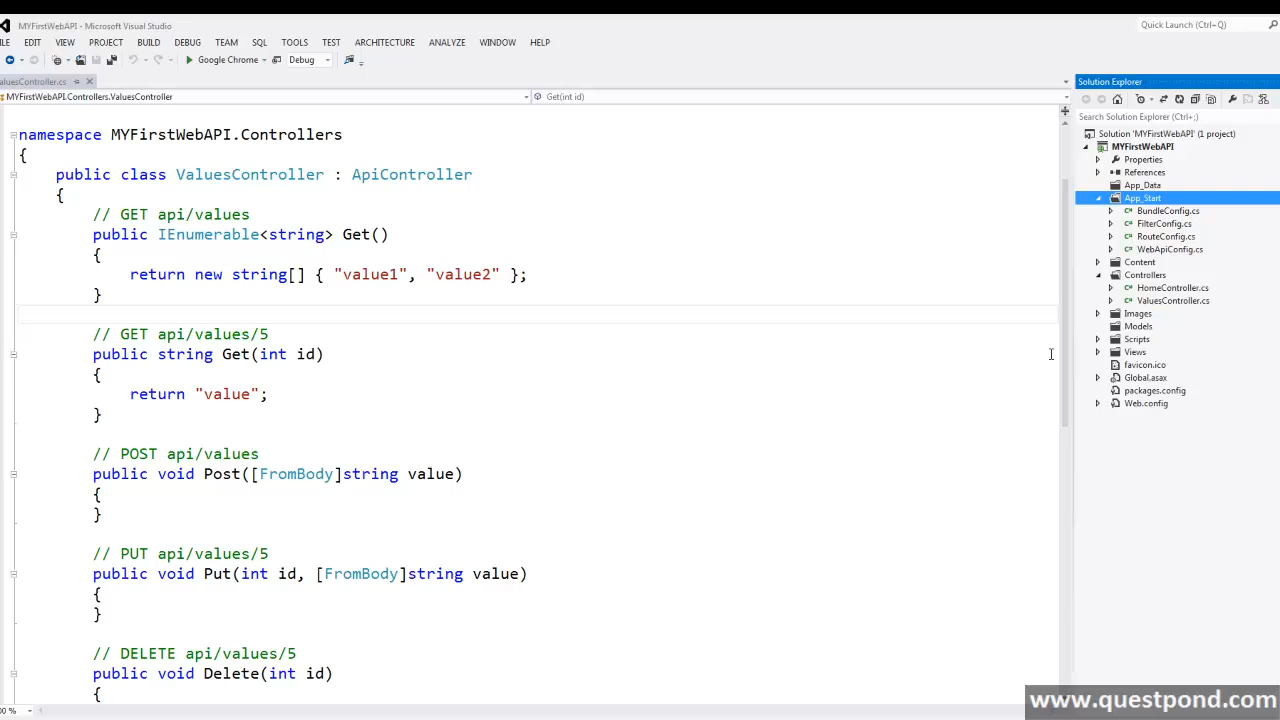 MYFirstWebAPI - Microsoft Visual Studio
Quick Launch (Ctrl+Q)
ILE EDIT VIEW PROJECT BUILD DEBUG TEAM SQL TOOLS TEST ARCHITECTURE ANALYZE WINDOW HELP
Google Chrome Debug
aluesController.cs
MYFirstWebAPI.Controllers.ValuesController
Get(int id)
namespace MYFirstWebAPI.Controllers
{
public class ValuesController : ApiController
{
// GET api/values
public IEnumerable<string> Get()
{
return new string[] { "value1", "value2" };
}
// GET api/values/5
public string Get(int id)
{
return "value";
}
// POST api/values
public void Post([FromBody]string value)
{
}
// PUT api/values/5
public void Put(int id, [FromBody]string value)
{
}
// DELETE api/values/5
public void Delete(int id)
{
00 %
Solution Explorer
Search Solution Explorer (Ctrl+;)
Solution 'MYFirstWebAPI' (1 project)
MYFirstWebAPI
Properties
References
App_Data
App_Start
BundleConfig.cs
FilterConfig.cs
RouteConfig.cs
WebApiConfig.cs
Content
Controllers
HomeController.cs
ValuesController.cs
Images
Models
Scripts
Views
favicon.ico
Global.asax
packages.config
Web.config
www.questpond.com